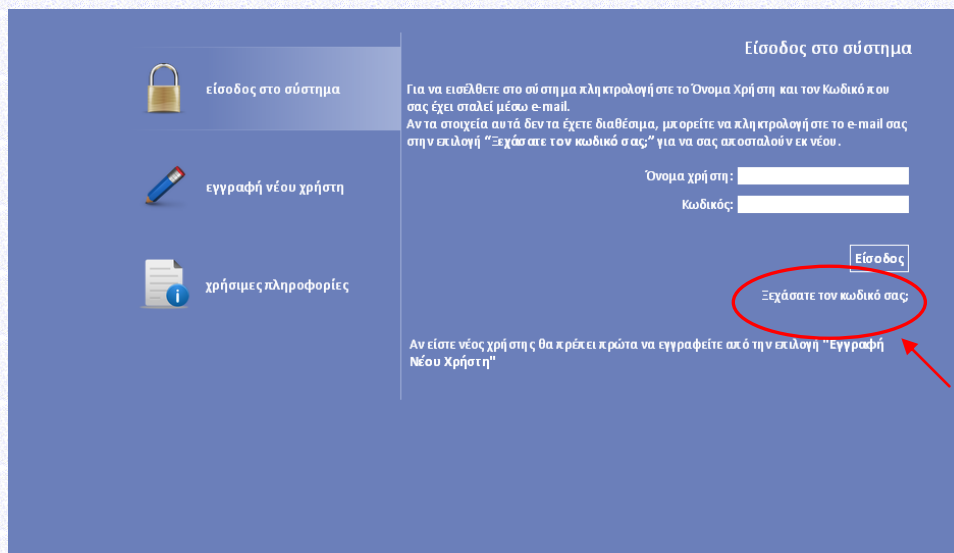 είσοδος στο σύστημα
εγγραφή νέου χρήστη
χρήσιμες πληροφορίες
Είσοδος στο σύστημα
Για να εισέλθετε στο σύστημα πληκτρολογήστε το Όνομα Χρήστη και τον Κωδικό που
σας έχει σταλεί μέσω e-mail.
Αν τα στοιχεία αυτά δεν τα έχετε διαθέσιμα, μπορείτε να πληκτρολογήστε το e-mail σας
στην επιλογή "Ξεχάσατε τον κωδικό σας;" για να σας αποσταλούν εκ νέου.
Όνομα χρήστη:
Κωδικός:
Είσοδος
Ξεχάσατε τον κωδικό σας;
Αν είστε νέος χρήστης θα πρέπει πρώτα να εγγραφείτε από την επιλογή "Εγγραφή
Νέου Χρήστη"